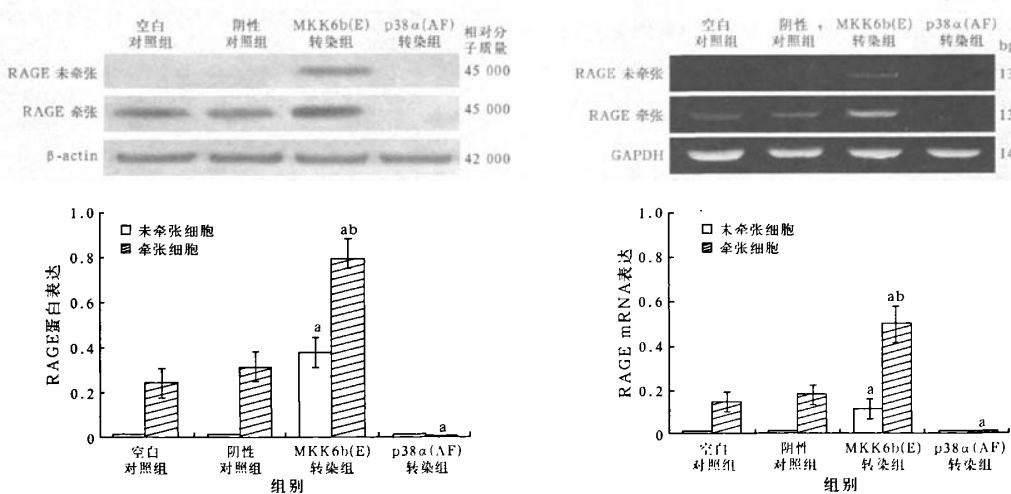 空白 阴性 MKK6b(E) p38α(AF) 相对分
对照组 对照组 转染组 转染组 子质量
RAGE 未牵张 45 000
RAGE 牵张 45 000
β-actin 42 000
空白 阴性 MKK6b(E) p38α(AF)
对照组 对照组 转染组 转染组
RAGE 未牵张
RAGE 牵张
GAPDH
1.0
0.8
0.6
0.4
0.2
0
RAGE蛋白表达
未牵张细胞
牵张细胞
a
ab
a
空白 阴性 MKK6b(E) p38α(AF)
对照组 对照组 转染组 转染组
组别
1.0
0.8
0.6
0.4
0.2
0
RAGE mRNA表达
未牵张细胞
牵张细胞
a
ab
a
空白 阴性 MKK6b(E) p38α(AF)
对照组 对照组 转染组 转染组
组别